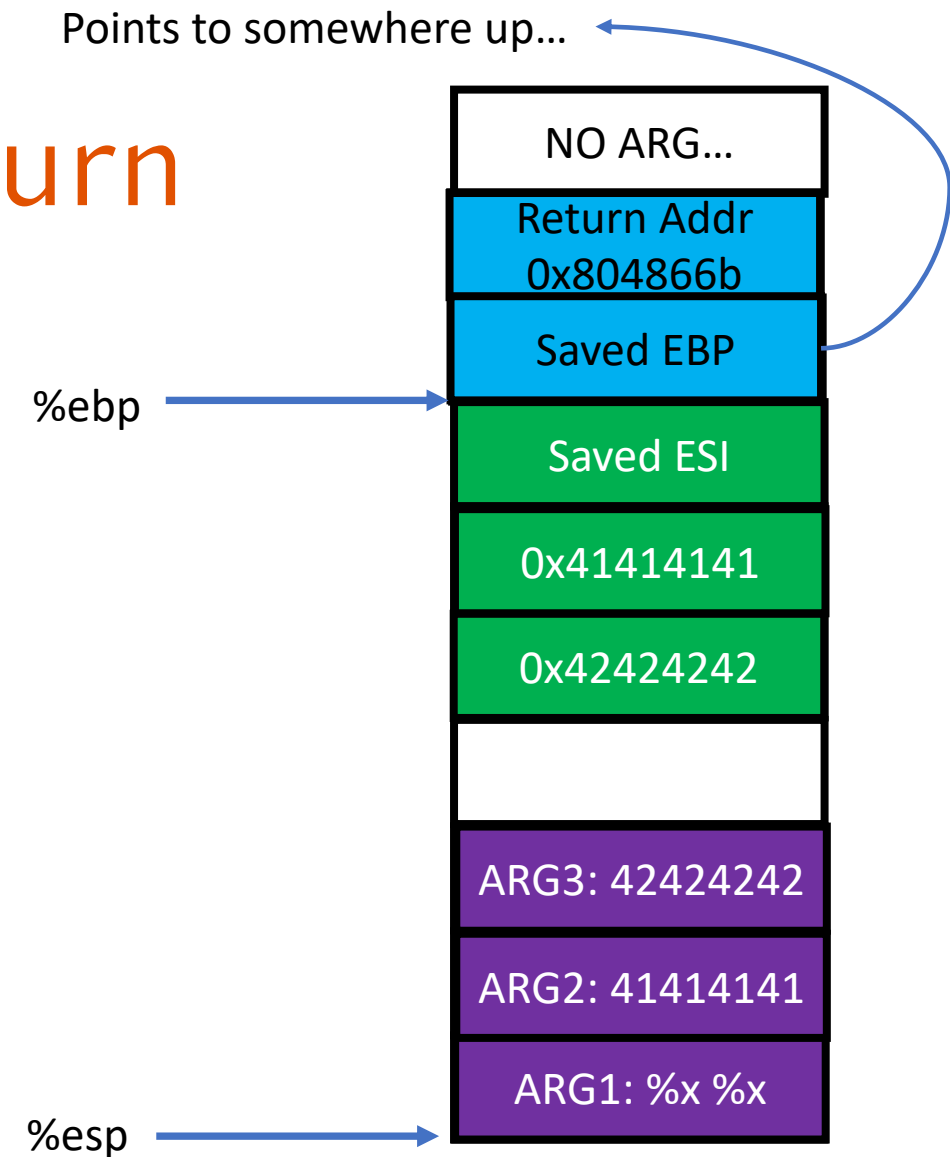 Points to somewhere up…
urn
NO ARG…
Return Addr
0x804866b
Saved EBP
%ebp
Saved ESI
0x41414141
0x42424242
ARG3: 42424242
ARG2: 41414141
ARG1: %x %x
%esp